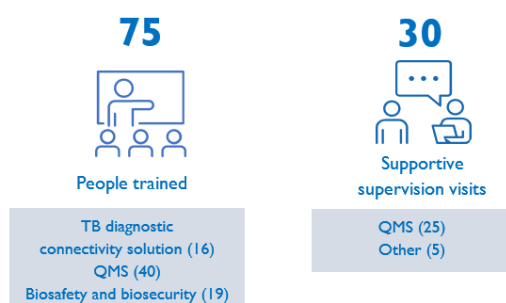 75
People trained
TB diagnostic
connectivity solution (16)
QMS (40)
Biosafety and biosecurity (19)
30
Supportive
supervision visits
QMS (25)
Other (5)